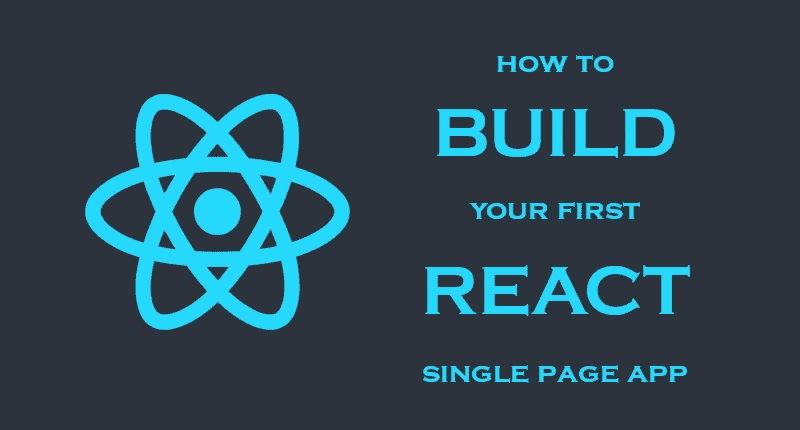 HOW TO
BUILD
YOUR FIRST
REACT
SINGLE PAGE APP